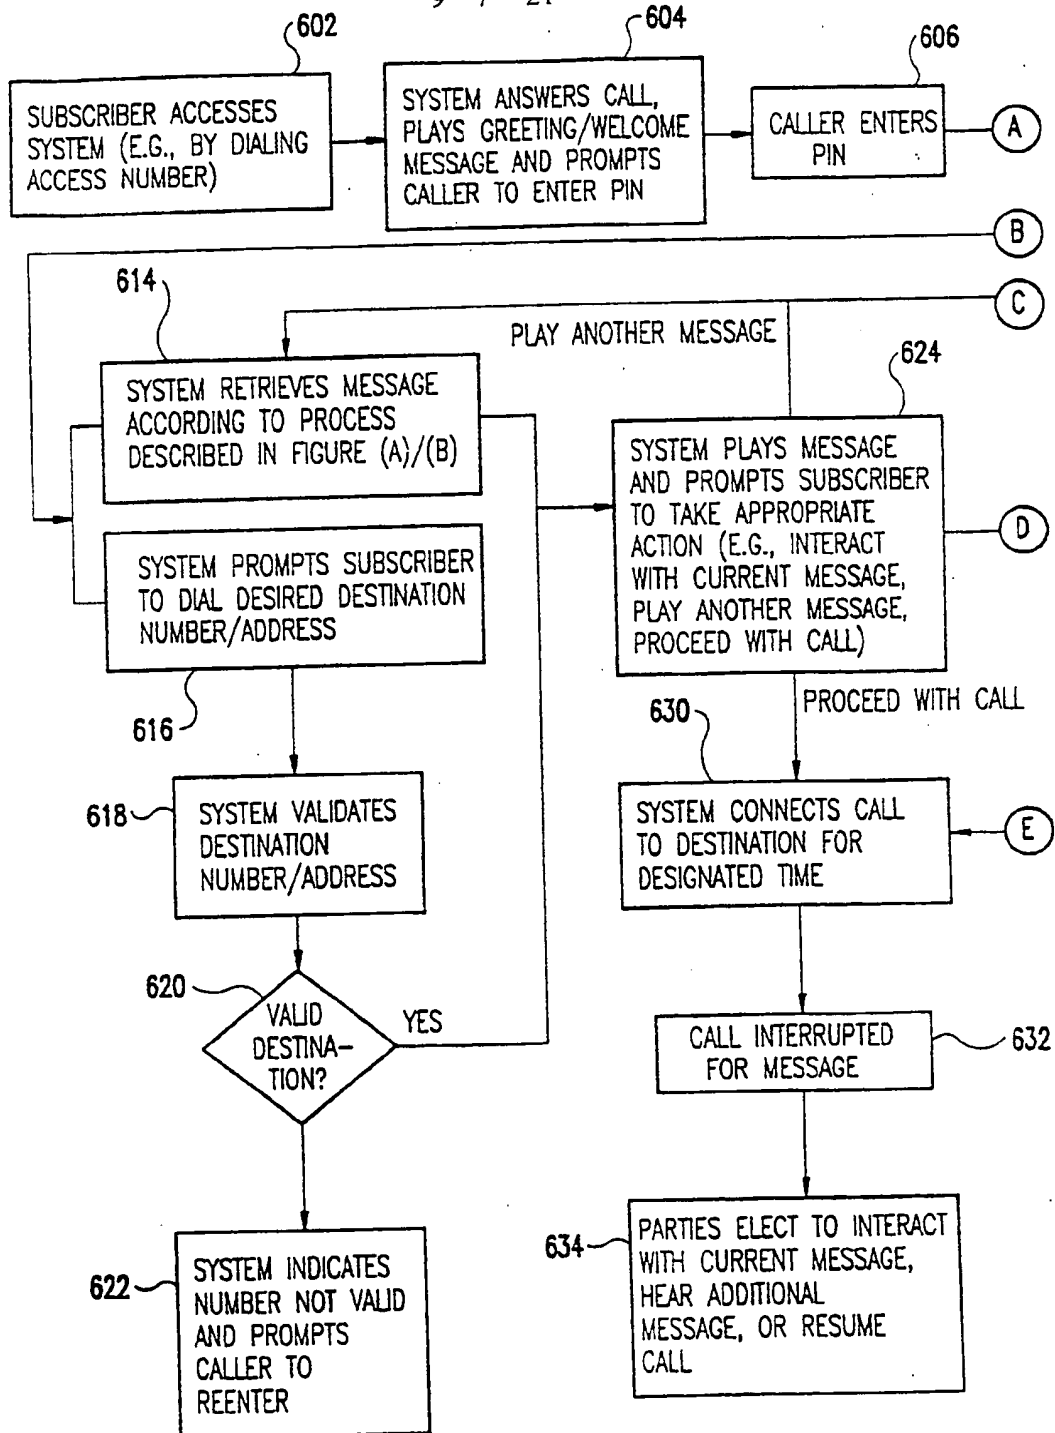 9 7 21
602
604
606
SUBSCRIBER ACCESSES
SYSTEM (E.G., BY DIALING
ACCESS NUMBER)
SYSTEM ANSWERS CALL,
PLAYS GREETING/WELCOME
MESSAGE AND PROMPTS
CALLER TO ENTER PIN
CALLER ENTERS
PIN
A
B
C
614
PLAY ANOTHER MESSAGE
624
SYSTEM RETRIEVES MESSAGE
ACCORDING TO PROCESS
DESCRIBED IN FIGURE (A)/(B)
SYSTEM PROMPTS SUBSCRIBER
TO DIAL DESIRED DESTINATION
NUMBER/ADDRESS
616
SYSTEM PLAYS MESSAGE
AND PROMPTS SUBSCRIBER
TO TAKE APPROPRIATE
ACTION (E.G., INTERACT
WITH CURRENT MESSAGE,
PLAY ANOTHER MESSAGE,
PROCEED WITH CALL)
D
PROCEED WITH CALL
618
SYSTEM VALIDATES
DESTINATION
NUMBER/ADDRESS
630
SYSTEM CONNECTS CALL
TO DESTINATION FOR
DESIGNATED TIME
E
620
VALID
DESTINA-
TION?
YES
CALL INTERRUPTED
FOR MESSAGE
632
622
SYSTEM INDICATES
NUMBER NOT VALID
AND PROMPTS
CALLER TO
REENTER
634
PARTIES ELECT TO INTERACT
WITH CURRENT MESSAGE,
HEAR ADDITIONAL
MESSAGE, OR RESUME
CALL